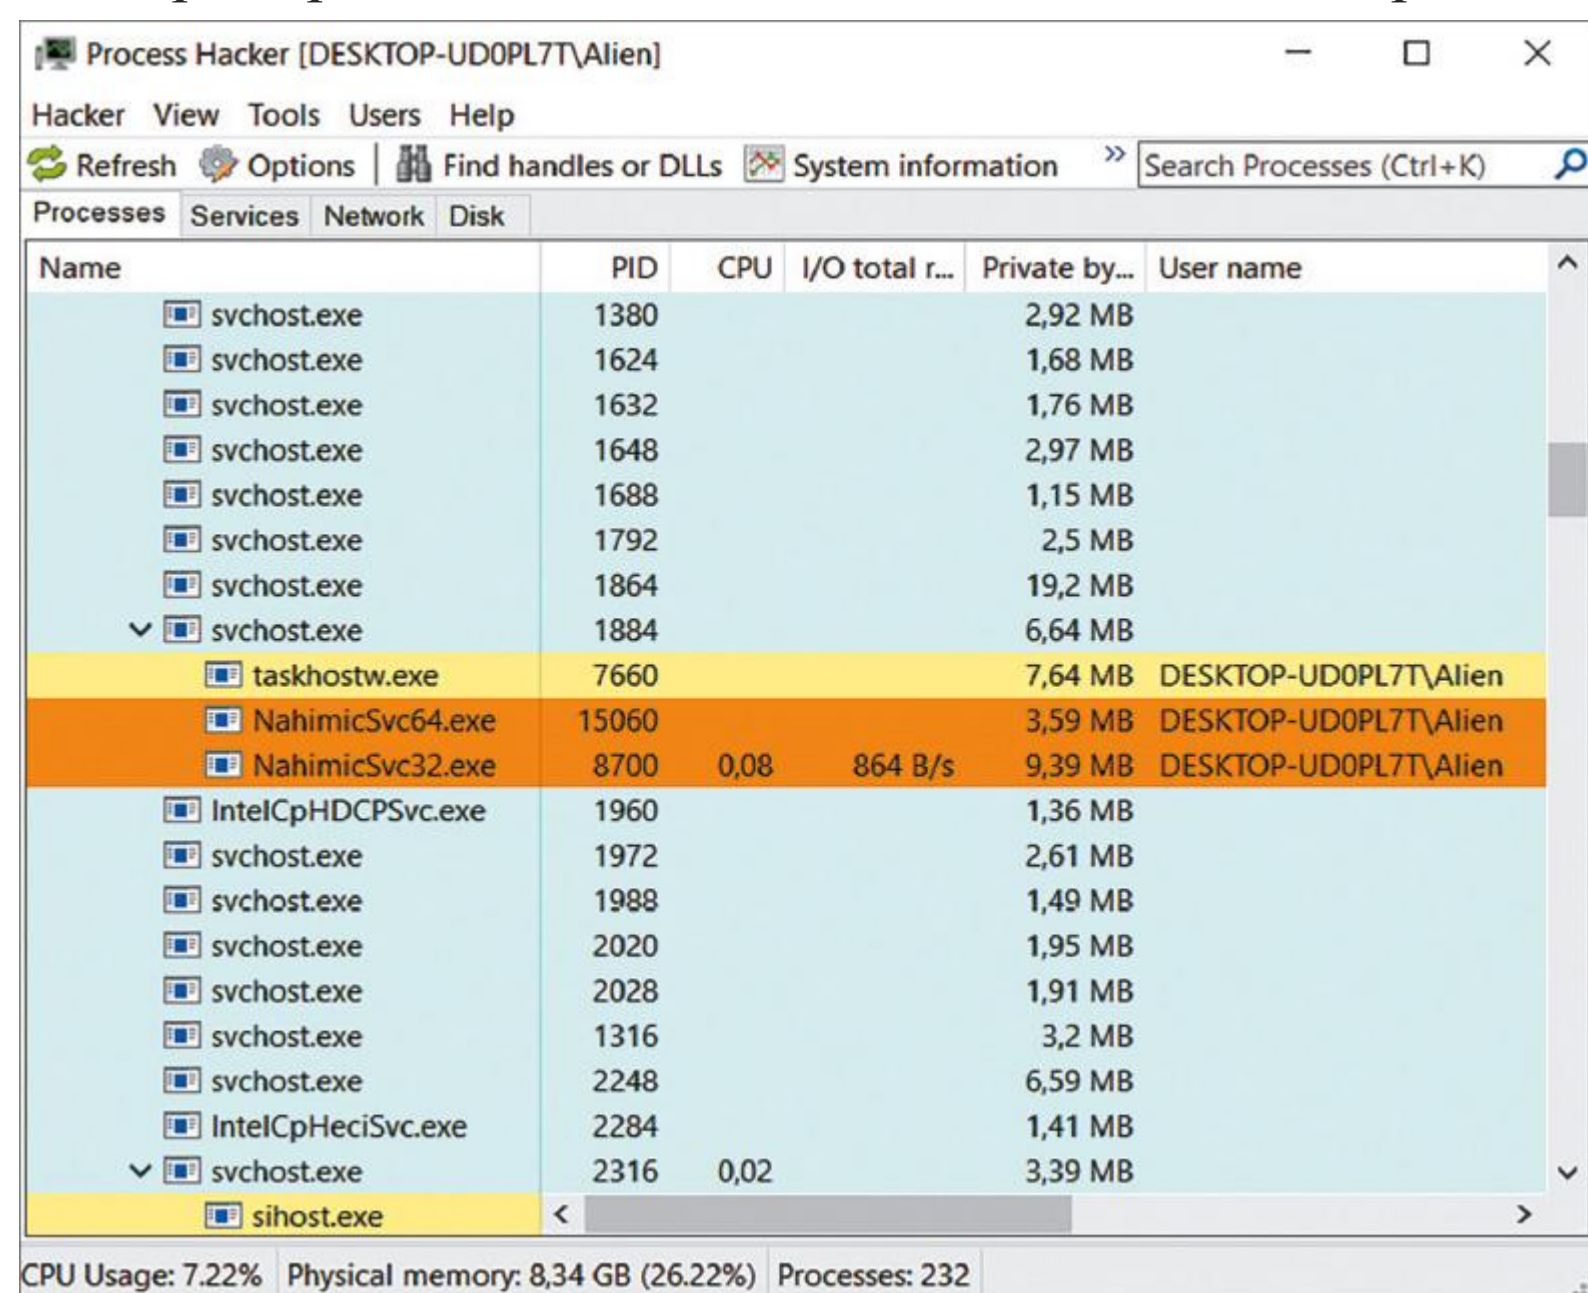 Process Hacker [DESKTOP-UD0PL7T\Alien]
Hacker View Tools Users Help
Refresh Options Find handles or DLLs System information » Search Processes (Ctrl+K)
Processes Services Network Disk
Name PID CPU I/O total r... Private by... User name
svchost.exe 1380 2,92 MB
svchost.exe 1624 1,68 MB
svchost.exe 1632 1,76 MB
svchost.exe 1648 2,97 MB
svchost.exe 1688 1,15 MB
svchost.exe 1792 2,5 MB
svchost.exe 1864 19,2 MB
svchost.exe 1884 6,64 MB
taskhostw.exe 7660 7,64 MB DESKTOP-UD0PL7T\Alien
NahimicSvc64.exe 15060 3,59 MB DESKTOP-UD0PL7T\Alien
NahimicSvc32.exe 8700 0,08 864 B/s 9,39 MB DESKTOP-UD0PL7T\Alien
IntelCpHDCPSvc.exe 1960 1,36 MB
svchost.exe 1972 2,61 MB
svchost.exe 1988 1,49 MB
svchost.exe 2020 1,95 MB
svchost.exe 2028 1,91 MB
svchost.exe 1316 3,2 MB
svchost.exe 2248 6,59 MB
IntelCpHeciSvc.exe 2284 1,41 MB
svchost.exe 2316 0,02 3,39 MB
sihost.exe
CPU Usage: 7.22% Physical memory: 8,34 GB (26.22%) Processes: 232